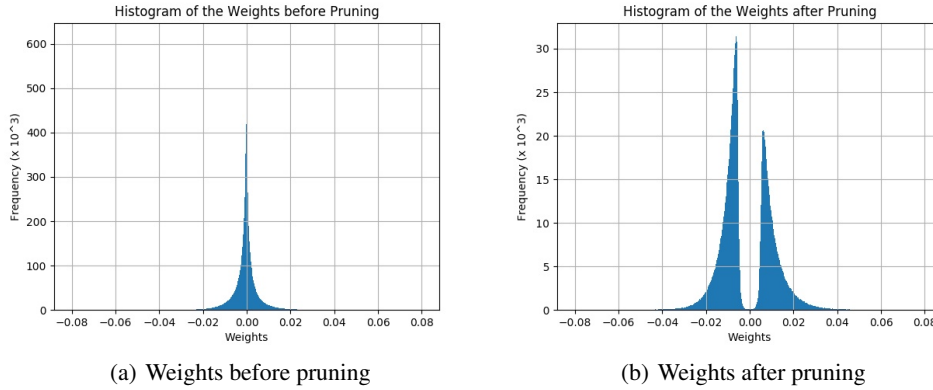 Histogram of the Weights before Pruning
600
500
400
300
200
100
0
Frequency (x 10^3)
−0.08 −0.06 −0.04 −0.02 0.00 0.02 0.04 0.06 0.08
Weights
(a) Weights before pruning
Histogram of the Weights after Pruning
30
25
20
15
10
5
0
Frequency (x 10^3)
−0.08 −0.06 −0.04 −0.02 0.00 0.02 0.04 0.06 0.08
Weights
(b) Weights after pruning